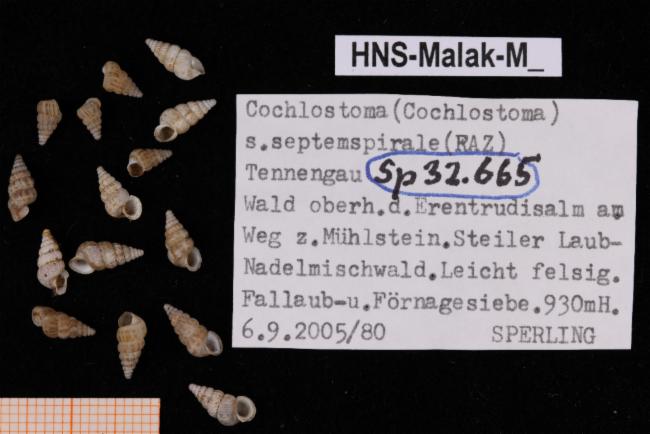 HNS-Malak-M_
Cochlostoma(Cochlostoma)
s.septemspirale(RAZ)
Tennengau Sp 32.665
Wald oberh.d.Erentrudisalm am
Weg z.Mühlstein.Steiler Laub-
Nadelmischwald.Leicht felsig.
Fallaub-u.Förnagesiebe.930mH.
6.9.2005/80 SPERLING